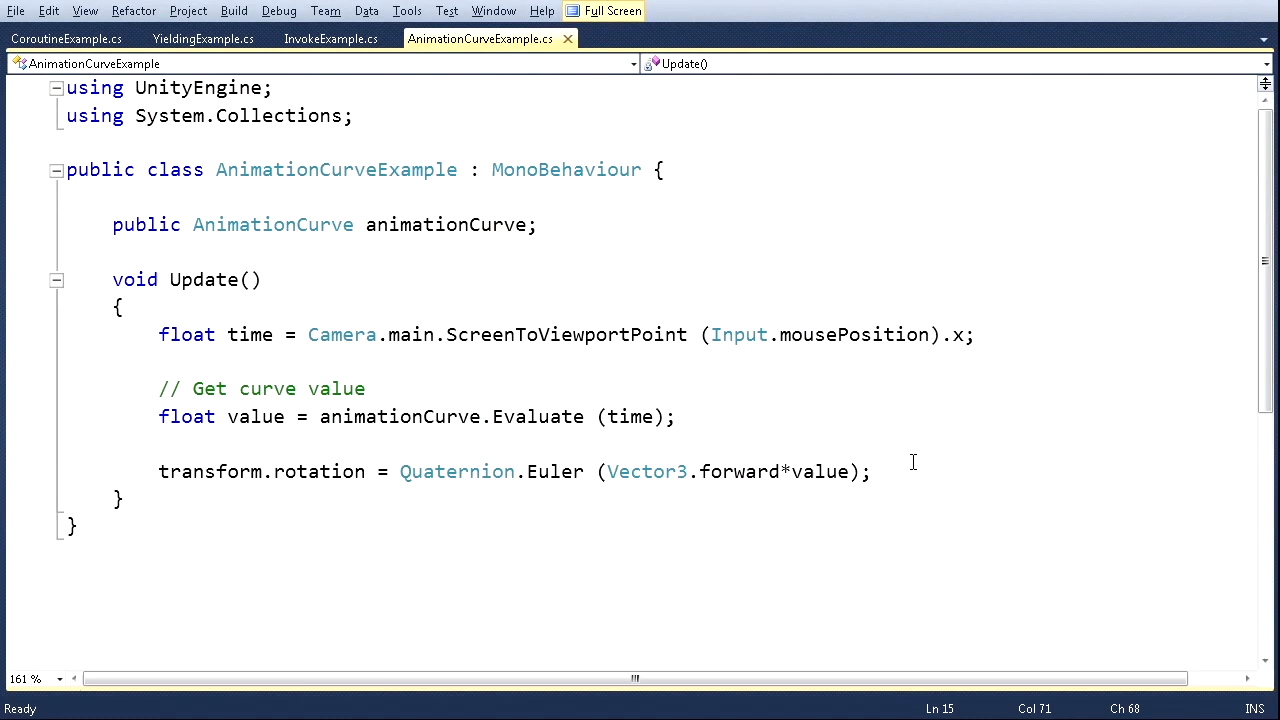 File Edit View Refactor Project Build Debug Team Data Tools Test Window Help Full Screen
CoroutineExample.cs YieldingExample.cs InvokeExample.cs AnimationCurveExample.cs
AnimationCurveExample Update()
using UnityEngine;
using System.Collections;
public class AnimationCurveExample : MonoBehaviour {
public AnimationCurve animationCurve;
void Update()
{
float time = Camera.main.ScreenToViewportPoint (Input.mousePosition).x;
// Get curve value
float value = animationCurve.Evaluate (time);
transform.rotation = Quaternion.Euler (Vector3.forward*value);
}
}
161 %
Ready Ln 15 Col 71 Ch 68 INS